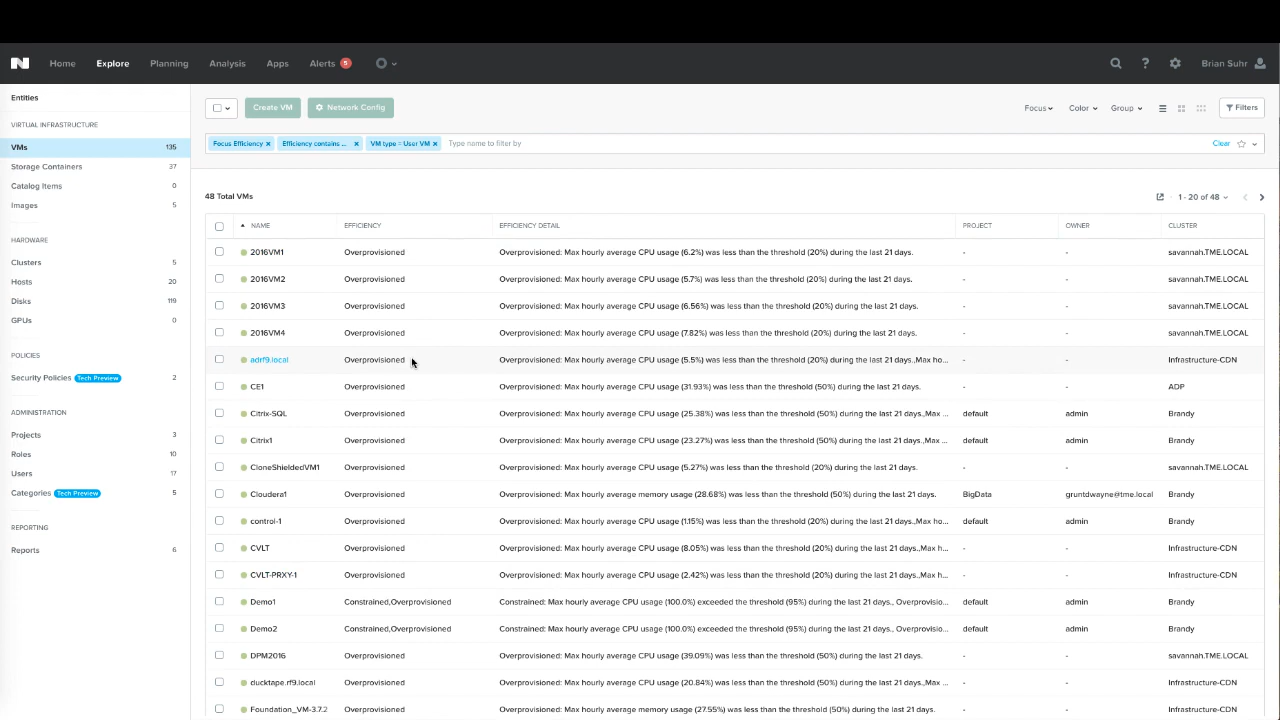 Home Explore Planning Analysis Apps Alerts 5 Brian Suhr
Entities
VIRTUAL INFRASTRUCTURE
VMs 135
Storage Containers 37
Catalog Items 0
Images 5
HARDWARE
Clusters 5
Hosts 20
Disks 119
GPUs 0
POLICIES
Security Policies Tech Preview 2
ADMINISTRATION
Projects 3
Roles 10
Users 17
Categories Tech Preview 5
REPORTING
Reports 6
Create VM Network Config Focus Color Group Filters
Focus Efficiency × Efficiency contains ... × VM type = User VM × Type name to filter by Clear
48 Total VMs 1 - 20 of 48
NAME EFFICIENCY EFFICIENCY DETAIL PROJECT OWNER CLUSTER
2016VM1 Overprovisioned Overprovisioned: Max hourly average CPU usage (6.2%) was less than the threshold (20%) during the last 21 days. - - savannah.TME.LOCAL
2016VM2 Overprovisioned Overprovisioned: Max hourly average CPU usage (5.7%) was less than the threshold (20%) during the last 21 days. - - savannah.TME.LOCAL
2016VM3 Overprovisioned Overprovisioned: Max hourly average CPU usage (6.56%) was less than the threshold (20%) during the last 21 days. - - savannah.TME.LOCAL
2016VM4 Overprovisioned Overprovisioned: Max hourly average CPU usage (7.82%) was less than the threshold (20%) during the last 21 days. - - savannah.TME.LOCAL
adrf9.local Overprovisioned Overprovisioned: Max hourly average CPU usage (5.5%) was less than the threshold (20%) during the last 21 days.,Max ho... - - Infrastructure-CDN
CE1 Overprovisioned Overprovisioned: Max hourly average CPU usage (31.93%) was less than the threshold (50%) during the last 21 days. - - ADP
Citrix-SQL Overprovisioned Overprovisioned: Max hourly average CPU usage (25.38%) was less than the threshold (50%) during the last 21 days.,Max ... default admin Brandy
Citrix1 Overprovisioned Overprovisioned: Max hourly average CPU usage (23.27%) was less than the threshold (50%) during the last 21 days.,Max ... default admin Brandy
CloneShieldedVM1 Overprovisioned Overprovisioned: Max hourly average CPU usage (5.27%) was less than the threshold (20%) during the last 21 days. - - savannah.TME.LOCAL
Cloudera1 Overprovisioned Overprovisioned: Max hourly average memory usage (28.68%) was less than the threshold (50%) during the last 21 days. BigData gruntdwayne@tme.local Brandy
control-1 Overprovisioned Overprovisioned: Max hourly average CPU usage (1.15%) was less than the threshold (20%) during the last 21 days.,Max ho... default admin Brandy
CVLT Overprovisioned Overprovisioned: Max hourly average CPU usage (8.05%) was less than the threshold (20%) during the last 21 days.,Max h... - - Infrastructure-CDN
CVLT-PRXY-1 Overprovisioned Overprovisioned: Max hourly average CPU usage (2.42%) was less than the threshold (20%) during the last 21 days.,Max h... - - Infrastructure-CDN
Demo1 Constrained,Overprovisioned Constrained: Max hourly average CPU usage (100.0%) exceeded the threshold (95%) during the last 21 days., Overprovisio... default admin Brandy
Demo2 Constrained,Overprovisioned Constrained: Max hourly average CPU usage (100.0%) exceeded the threshold (95%) during the last 21 days., Overprovisio... default admin Brandy
DPM2016 Overprovisioned Overprovisioned: Max hourly average CPU usage (39.09%) was less than the threshold (50%) during the last 21 days. - - savannah.TME.LOCAL
ducktape.rf9.local Overprovisioned Overprovisioned: Max hourly average CPU usage (20.84%) was less than the threshold (50%) during the last 21 days.,Max ... - - Infrastructure-CDN
Foundation_VM-3.7.2 Overprovisioned Overprovisioned: Max hourly average memory usage (27.55%) was less than the threshold (50%) during the last 21 days. - - Infrastructure-CDN